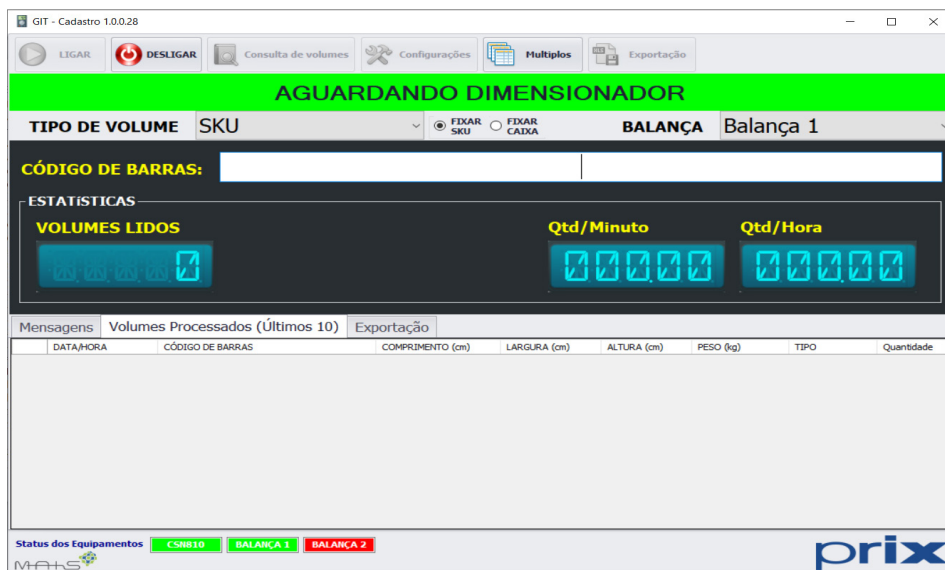 GIT - Cadastro 1.0.0.28
LIGAR DESLIGAR Consulta de volumes Configurações Multiplos Exportação
AGUARDANDO DIMENSIONADOR
TIPO DE VOLUME SKU FIXAR SKU FIXAR CAIXA BALANÇA Balança 1
CÓDIGO DE BARRAS:
ESTATíSTICAS
VOLUMES LIDOS Qtd/Minuto Qtd/Hora
0 000.00 000.00
Mensagens Volumes Processados (Últimos 10) Exportação
DATA/HORA CÓDIGO DE BARRAS COMPRIMENTO (cm) LARGURA (cm) ALTURA (cm) PESO (kg) TIPO Quantidade
Status dos Equipamentos CSN810 BALANÇA 1 BALANÇA 2
prix